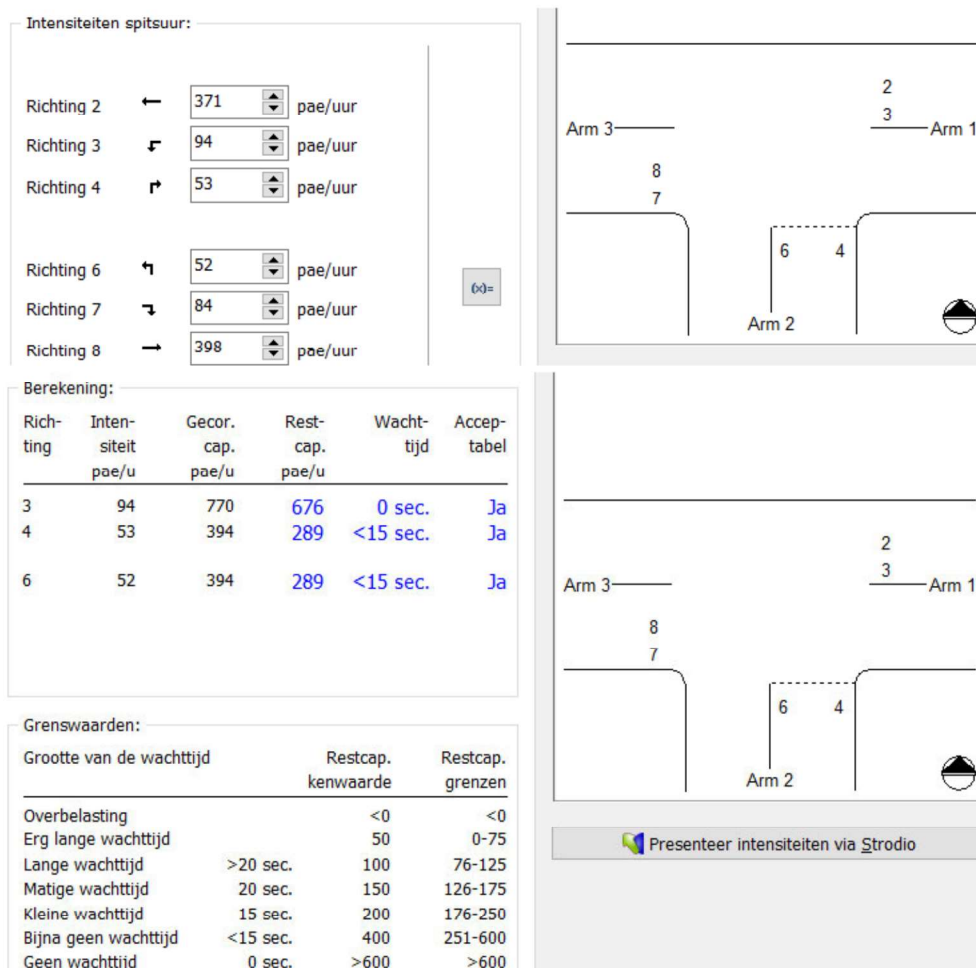 Intensiteiten spitsuur:
Richting 2 ← 371 pae/uur
Richting 3 94 pae/uur
Richting 4 53 pae/uur
Richting 6 52 pae/uur
Richting 7 84 pae/uur
Richting 8 → 398 pae/uur
(x)=
2
3
Arm 3
Arm 1
8
7
6 4
Arm 2
Berekening:
Rich- Inten- Gecor. Rest- Wacht- Accep-
ting siteit cap. cap. tijd tabel
pae/u pae/u pae/u
3 94 770 676 0 sec. Ja
4 53 394 289 <15 sec. Ja
6 52 394 289 <15 sec. Ja
2
3
Arm 3
Arm 1
8
7
6 4
Arm 2
Grenswaarden:
Grootte van de wachttijd Restcap. Restcap.
kenwaarde grenzen
Overbelasting <0 <0
Erg lange wachttijd 50 0-75
Lange wachttijd >20 sec. 100 76-125
Matige wachttijd 20 sec. 150 126-175
Kleine wachttijd 15 sec. 200 176-250
Bijna geen wachttijd <15 sec. 400 251-600
Geen wachttijd 0 sec. >600 >600
Presenteer intensiteiten via Strodio